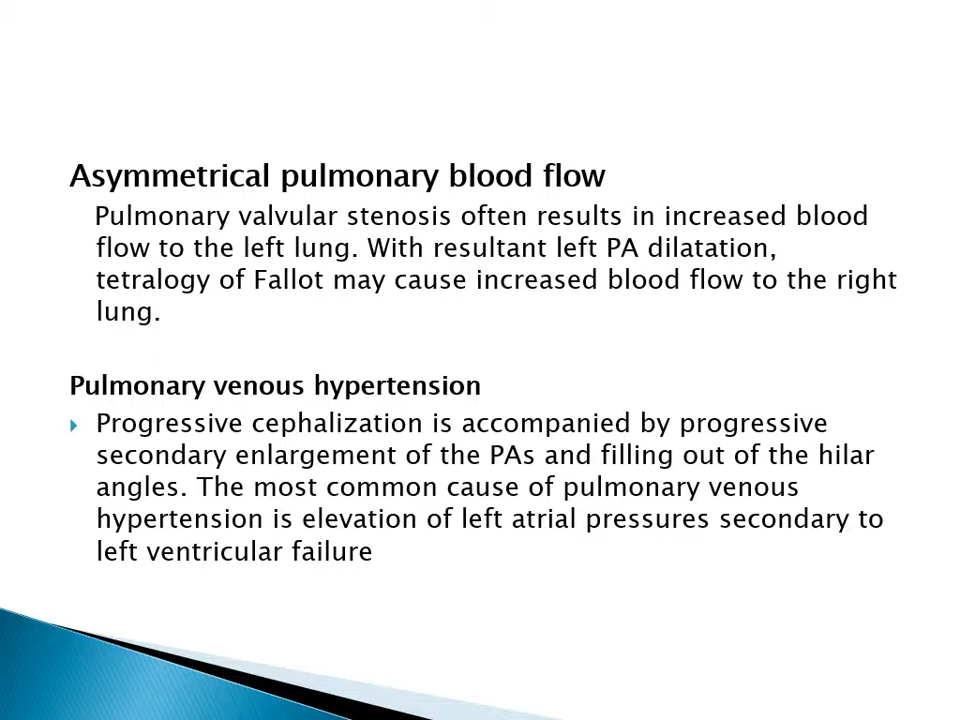 Asymmetrical pulmonary blood flow
Pulmonary valvular stenosis often results in increased blood
flow to the left lung. With resultant left PA dilatation,
tetralogy of Fallot may cause increased blood flow to the right
lung.
Pulmonary venous hypertension
Progressive cephalization is accompanied by progressive
secondary enlargement of the PAs and filling out of the hilar
angles. The most common cause of pulmonary venous
hypertension is elevation of left atrial pressures secondary to
left ventricular failure